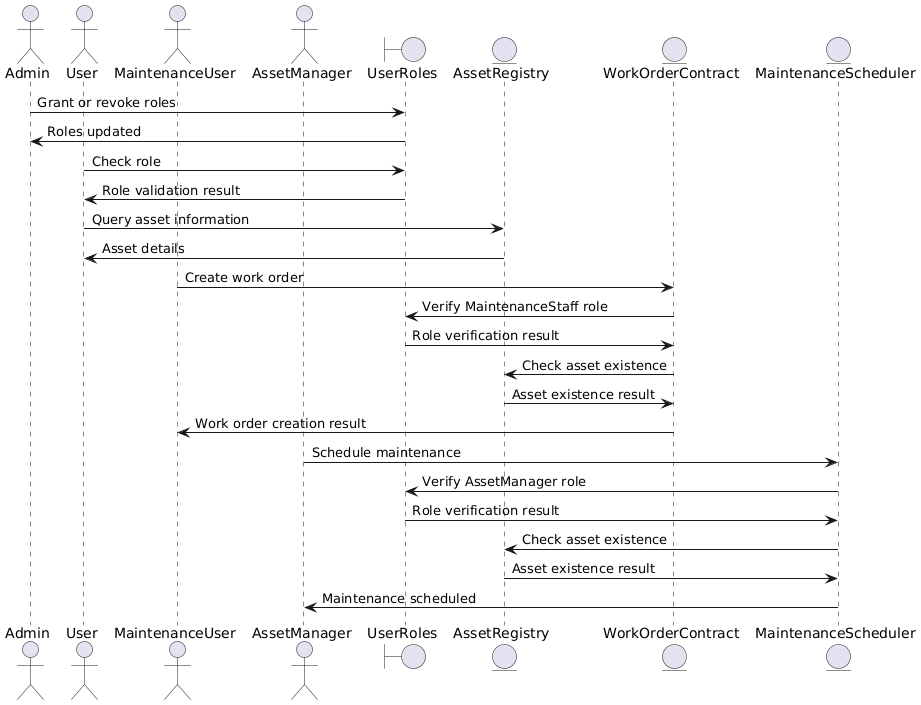 Admin User MaintenanceUser AssetManager UserRoles AssetRegistry WorkOrderContract MaintenanceScheduler
Grant or revoke roles
Roles updated
Check role
Role validation result
Query asset information
Asset details
Create work order
Verify MaintenanceStaff role
Role verification result
Check asset existence
Asset existence result
Work order creation result
Schedule maintenance
Verify AssetManager role
Role verification result
Check asset existence
Asset existence result
Maintenance scheduled
Admin User MaintenanceUser AssetManager UserRoles AssetRegistry WorkOrderContract MaintenanceScheduler